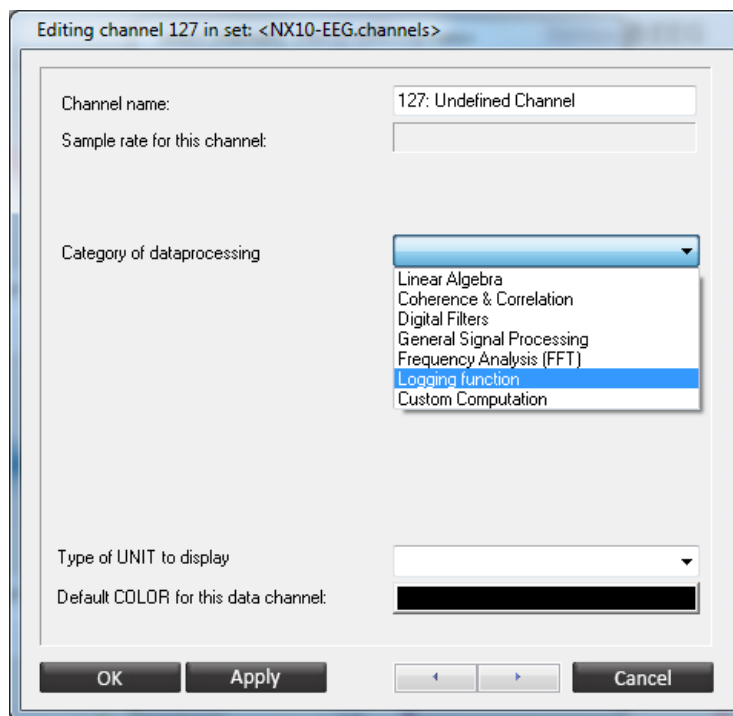 Editing channel 127 in set: <NX10-EEG.channels>
Channel name:
127: Undefined Channel
Sample rate for this channel:
Category of dataprocessing
Linear Algebra
Coherence & Correlation
Digital Filters
General Signal Processing
Frequency Analysis (FFT)
Logging function
Custom Computation
Type of UNIT to display
Default COLOR for this data channel:
OK
Apply
Cancel